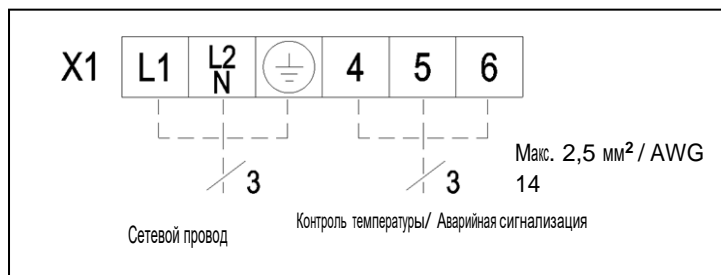 X1 L1 L2 N 4 5 6
3 3
Макс. 2,5 мм² / AWG
14
Сетевой провод
Контроль температуры/ Аварийная сигнализация